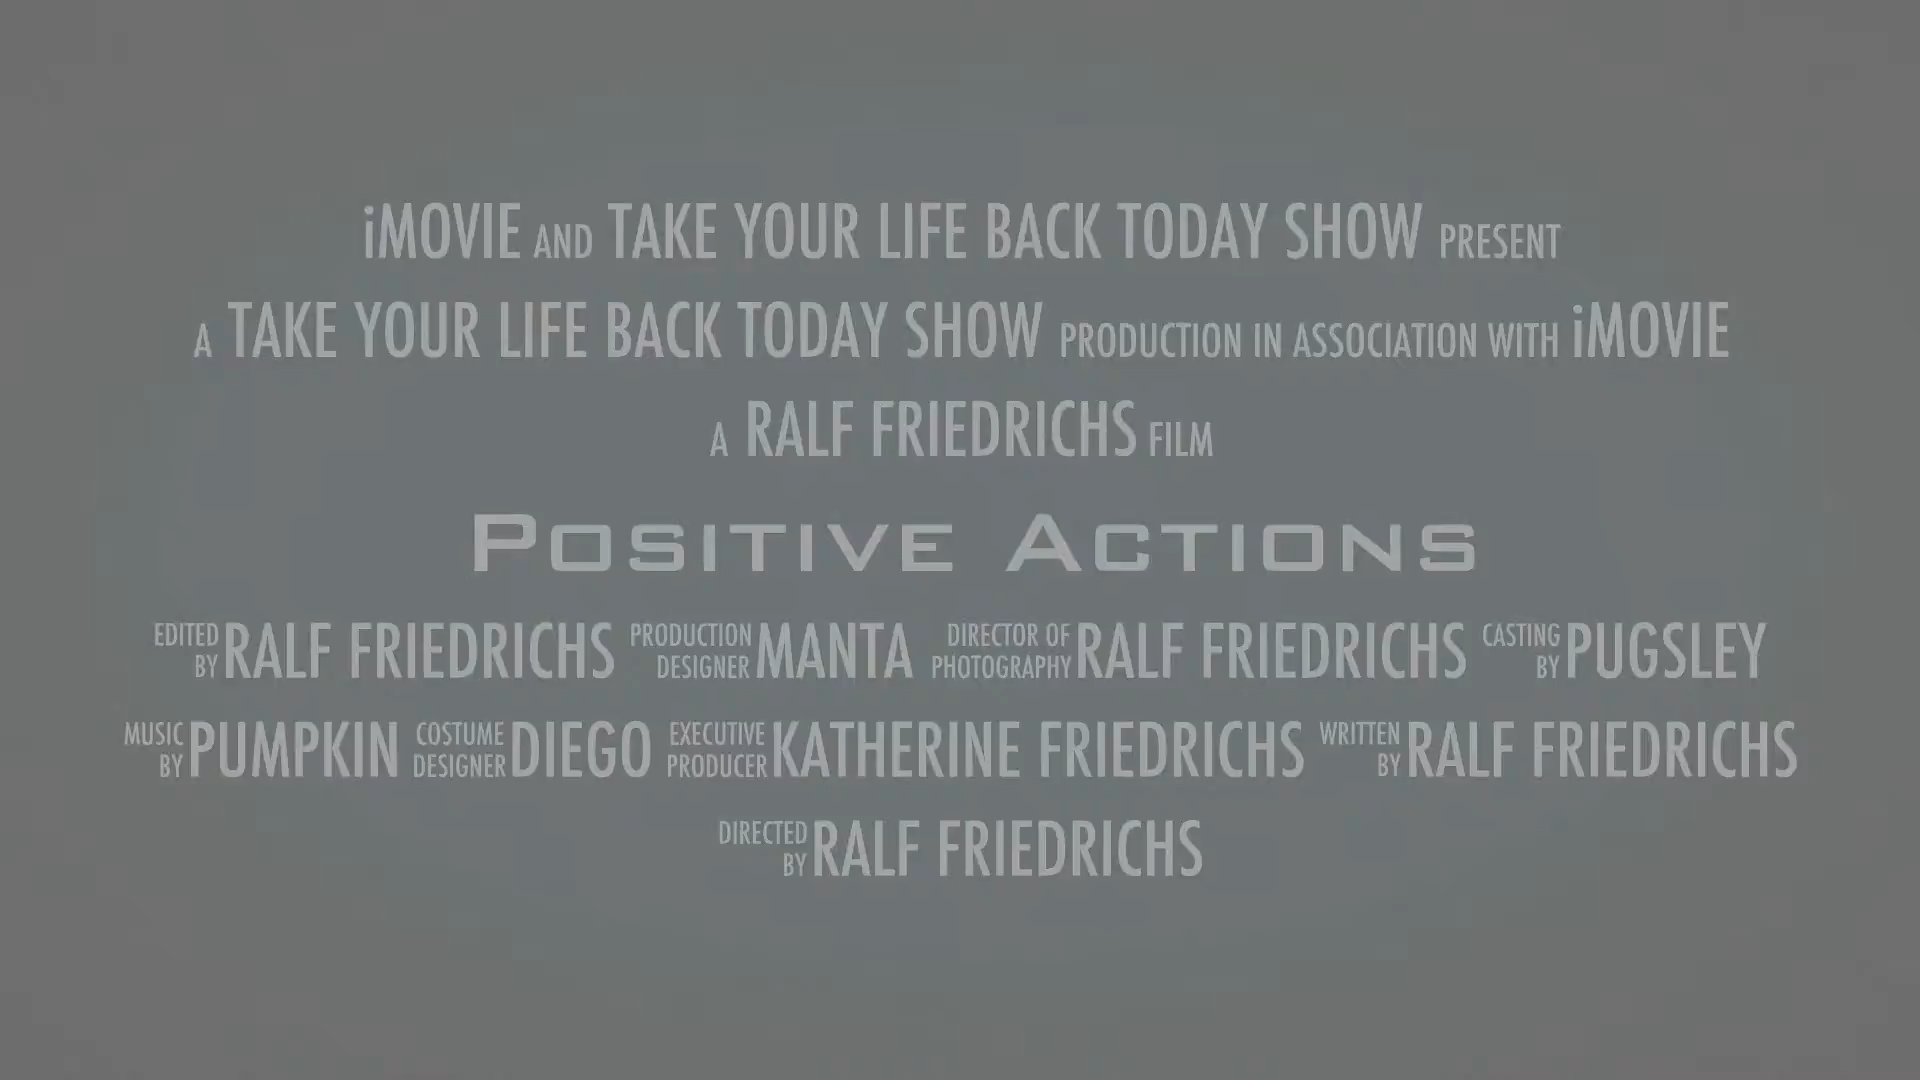 iMOVIE AND TAKE YOUR LIFE BACK TODAY SHOW PRESENT
A TAKE YOUR LIFE BACK TODAY SHOW PRODUCTION IN ASSOCIATION WITH iMOVIE
A RALF FRIEDRICHS FILM
POSITIVE ACTIONS
EDITED BY RALF FRIEDRICHS PRODUCTION DESIGNER MANTA DIRECTOR OF PHOTOGRAPHY RALF FRIEDRICHS CASTING BY PUGSLEY
MUSIC BY PUMPKIN COSTUME DESIGNER DIEGO EXECUTIVE PRODUCER KATHERINE FRIEDRICHS WRITTEN BY RALF FRIEDRICHS
DIRECTED BY RALF FRIEDRICHS